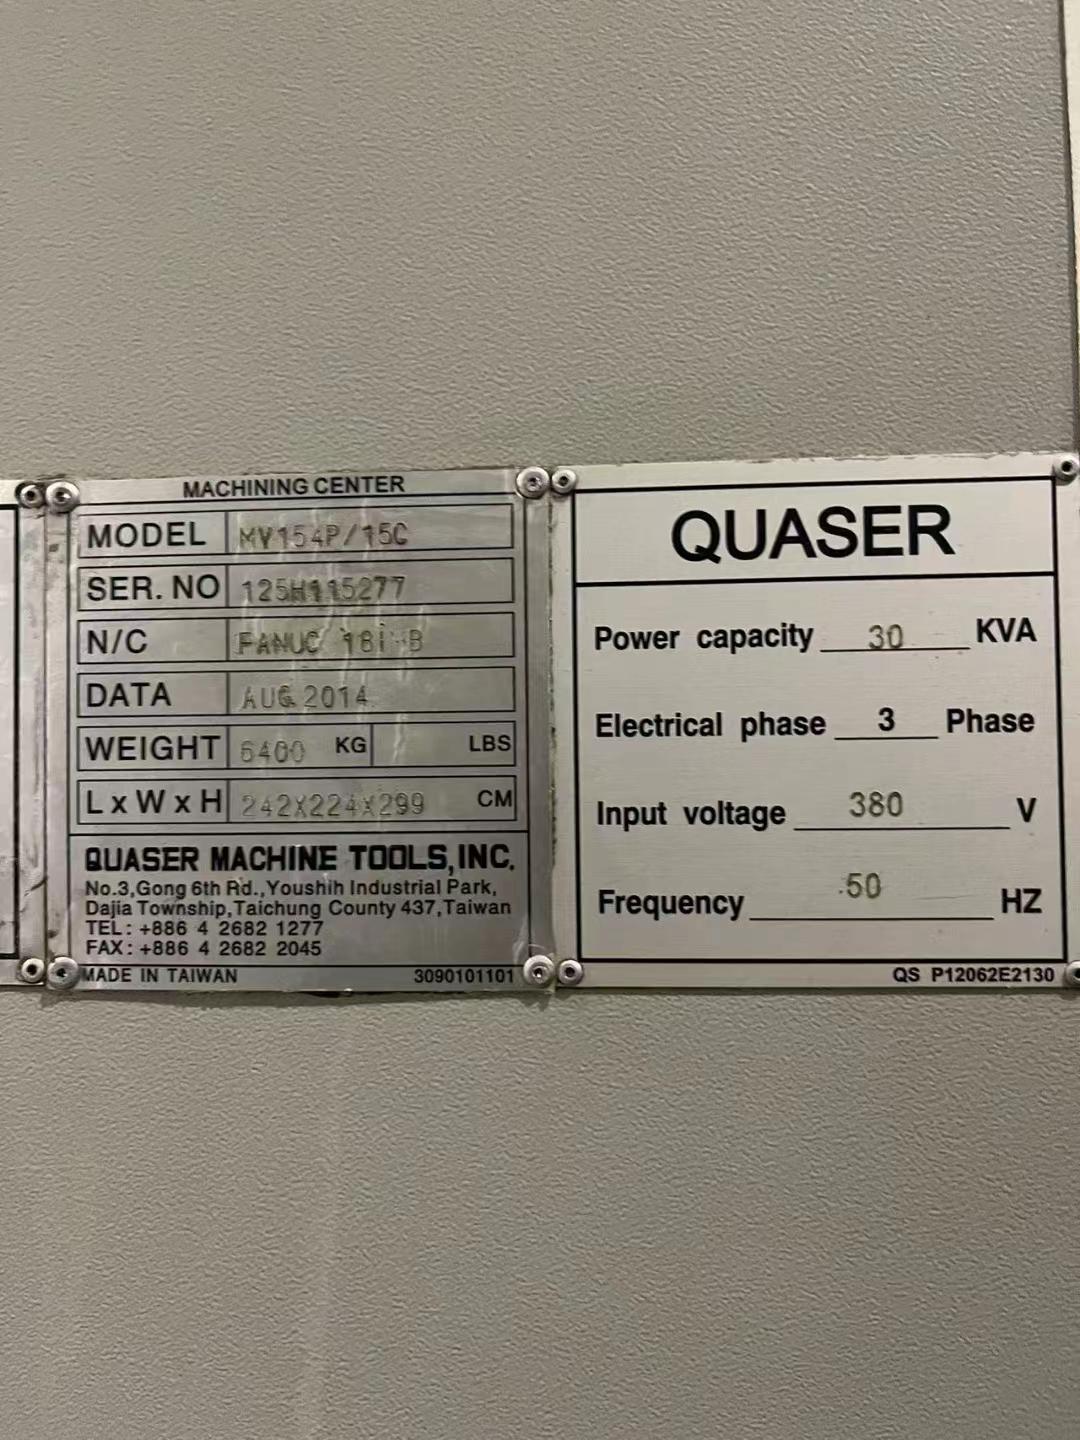 MACHINING CENTER
MODEL MV154P/15C
SER. NO 125H115277
N/C FANUC 18i-B
DATA AUG.2014
WEIGHT 6400 KG LBS
L x W x H 242X224X299 CM
QUASER MACHINE TOOLS,INC.
No.3,Gong 6th Rd.,Youshih Industrial Park,
Dajia Township,Taichung County 437,Taiwan
TEL: +886 4 2682 1277
FAX: +886 4 2682 2045
MADE IN TAIWAN 3090101101
QUASER
Power capacity 30 KVA
Electrical phase 3 Phase
Input voltage 380 V
Frequency 50 HZ
QS P12062E2130